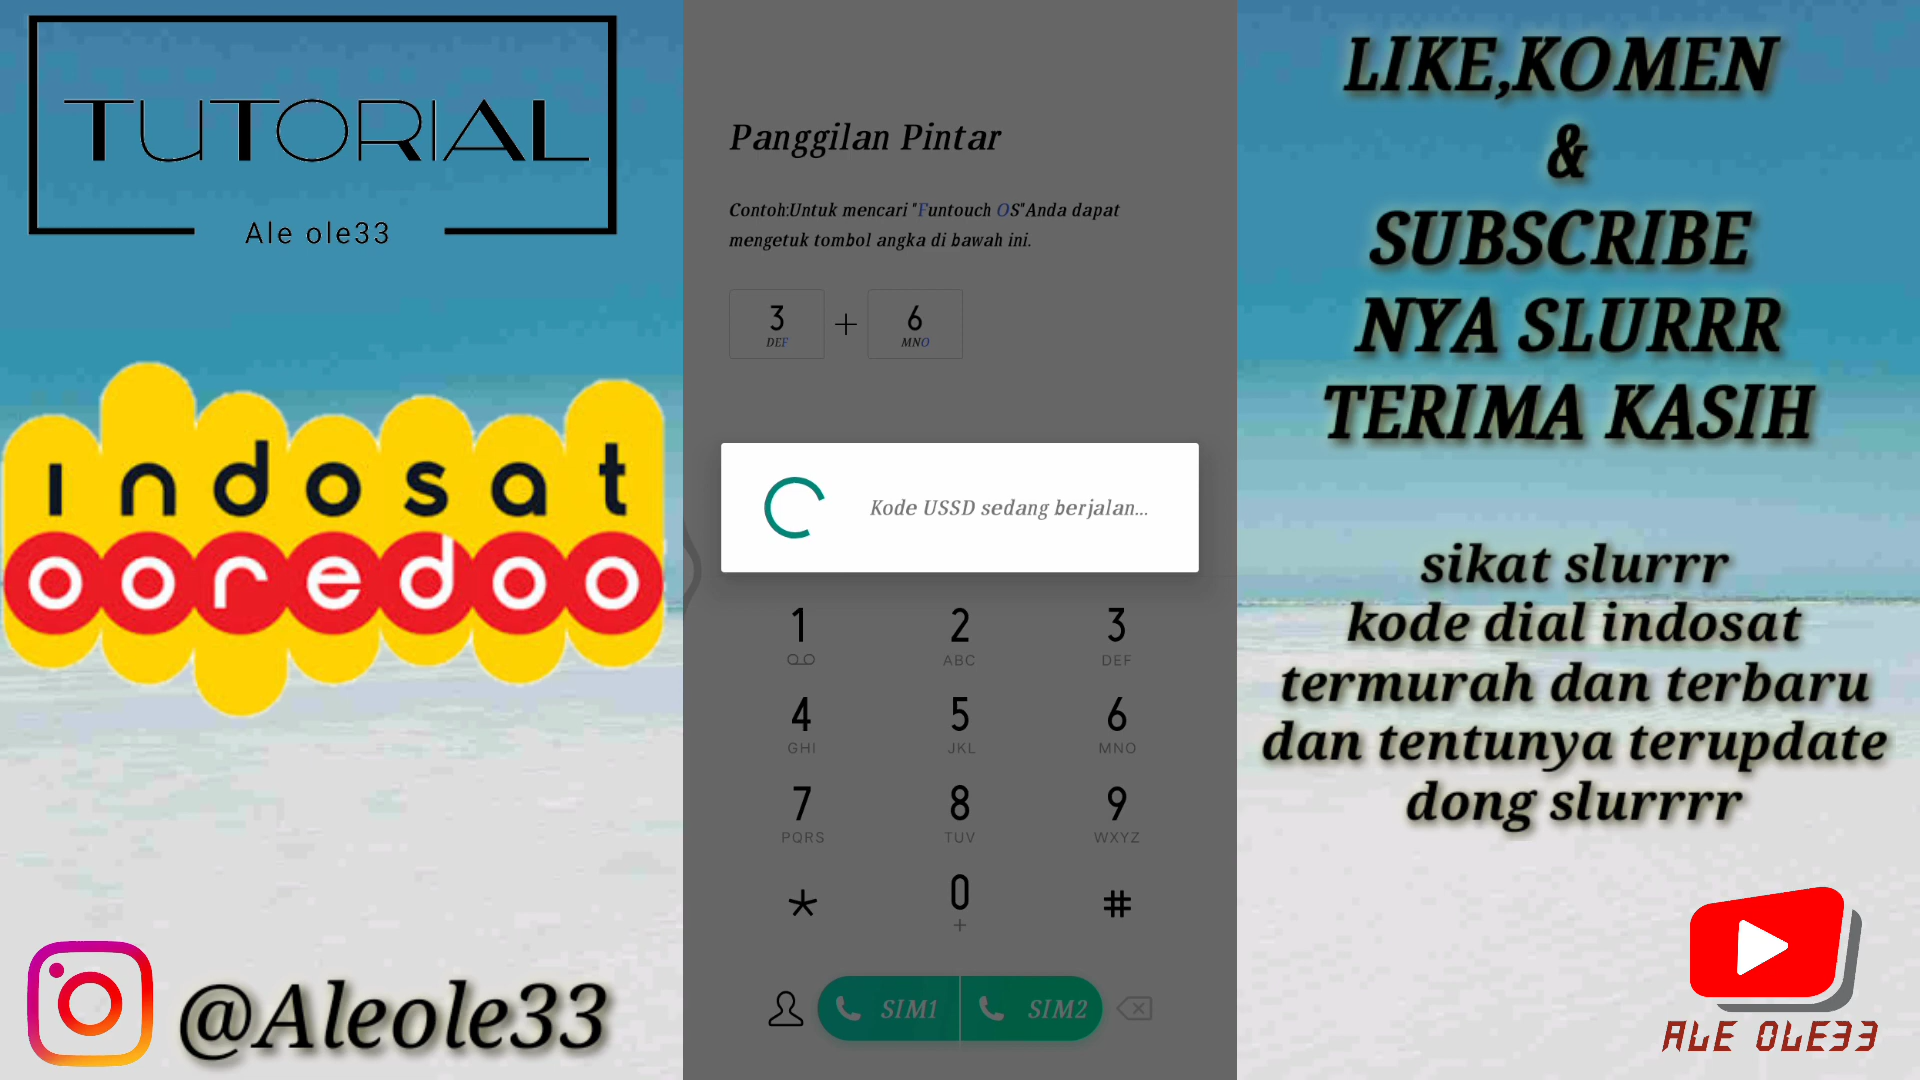 TUTORIAL
Ale ole33
indosat
ooredoo
@Aleole33
Panggilan Pintar
Contoh:Untuk mencari "Funtouch OS"Anda dapat
mengetuk tombol angka di bawah ini.
3 + 6
DEF MNO
Kode USSD sedang berjalan...
1 2 3
ABC DEF
4 5 6
GHI JKL MNO
7 8 9
PQRS TUV WXYZ
* 0 #
+
SIM1 SIM2
LIKE,KOMEN
&
SUBSCRIBE
NYA SLURRR
TERIMA KASIH
sikat slurrr
kode dial indosat
termurah dan terbaru
dan tentunya terupdate
dong slurrrr
ALE OLE33